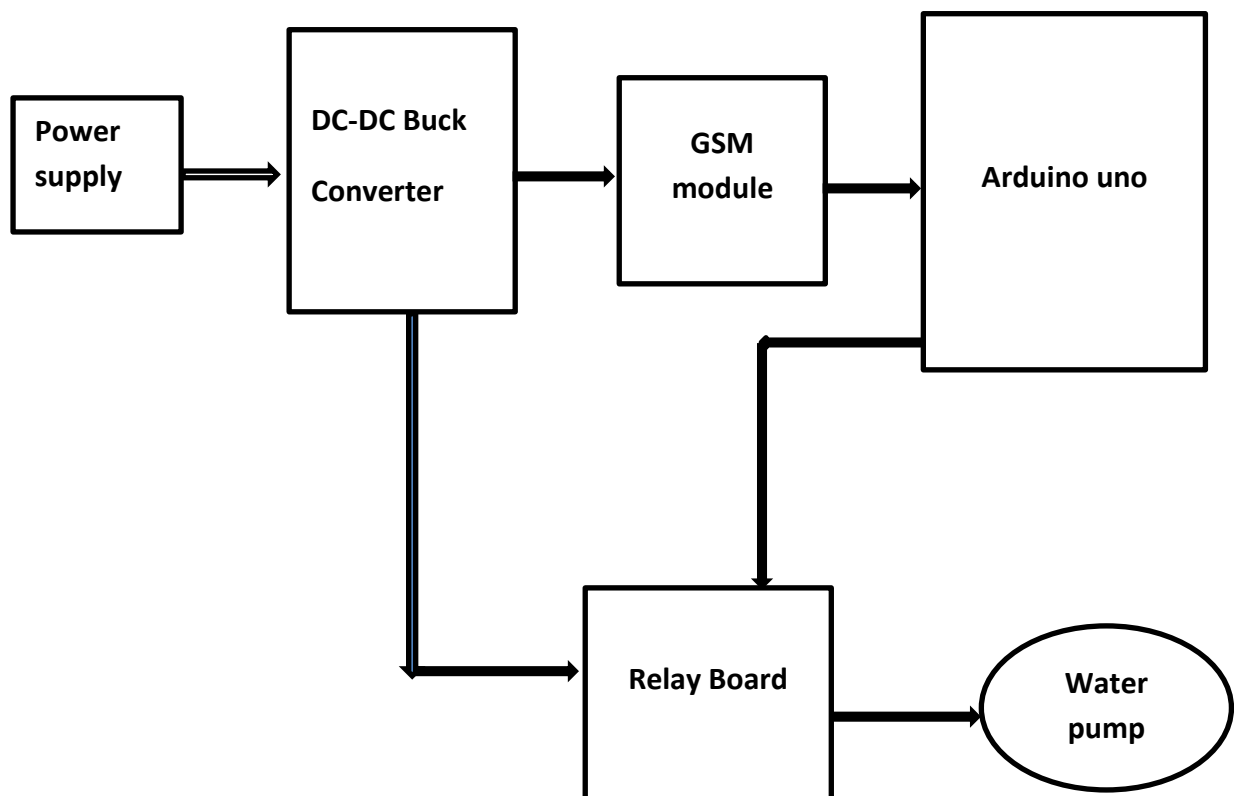 Power
supply
DC-DC Buck
Converter
GSM
module
Arduino uno
Relay Board
Water
pump